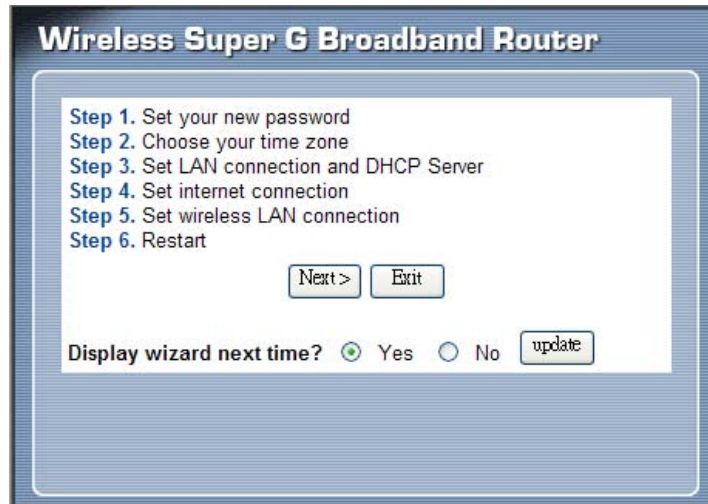 Wireless Super G Broadband Router
Step 1. Set your new password
Step 2. Choose your time zone
Step 3. Set LAN connection and DHCP Server
Step 4. Set internet connection
Step 5. Set wireless LAN connection
Step 6. Restart
Next > Exit
Display wizard next time? Yes No update